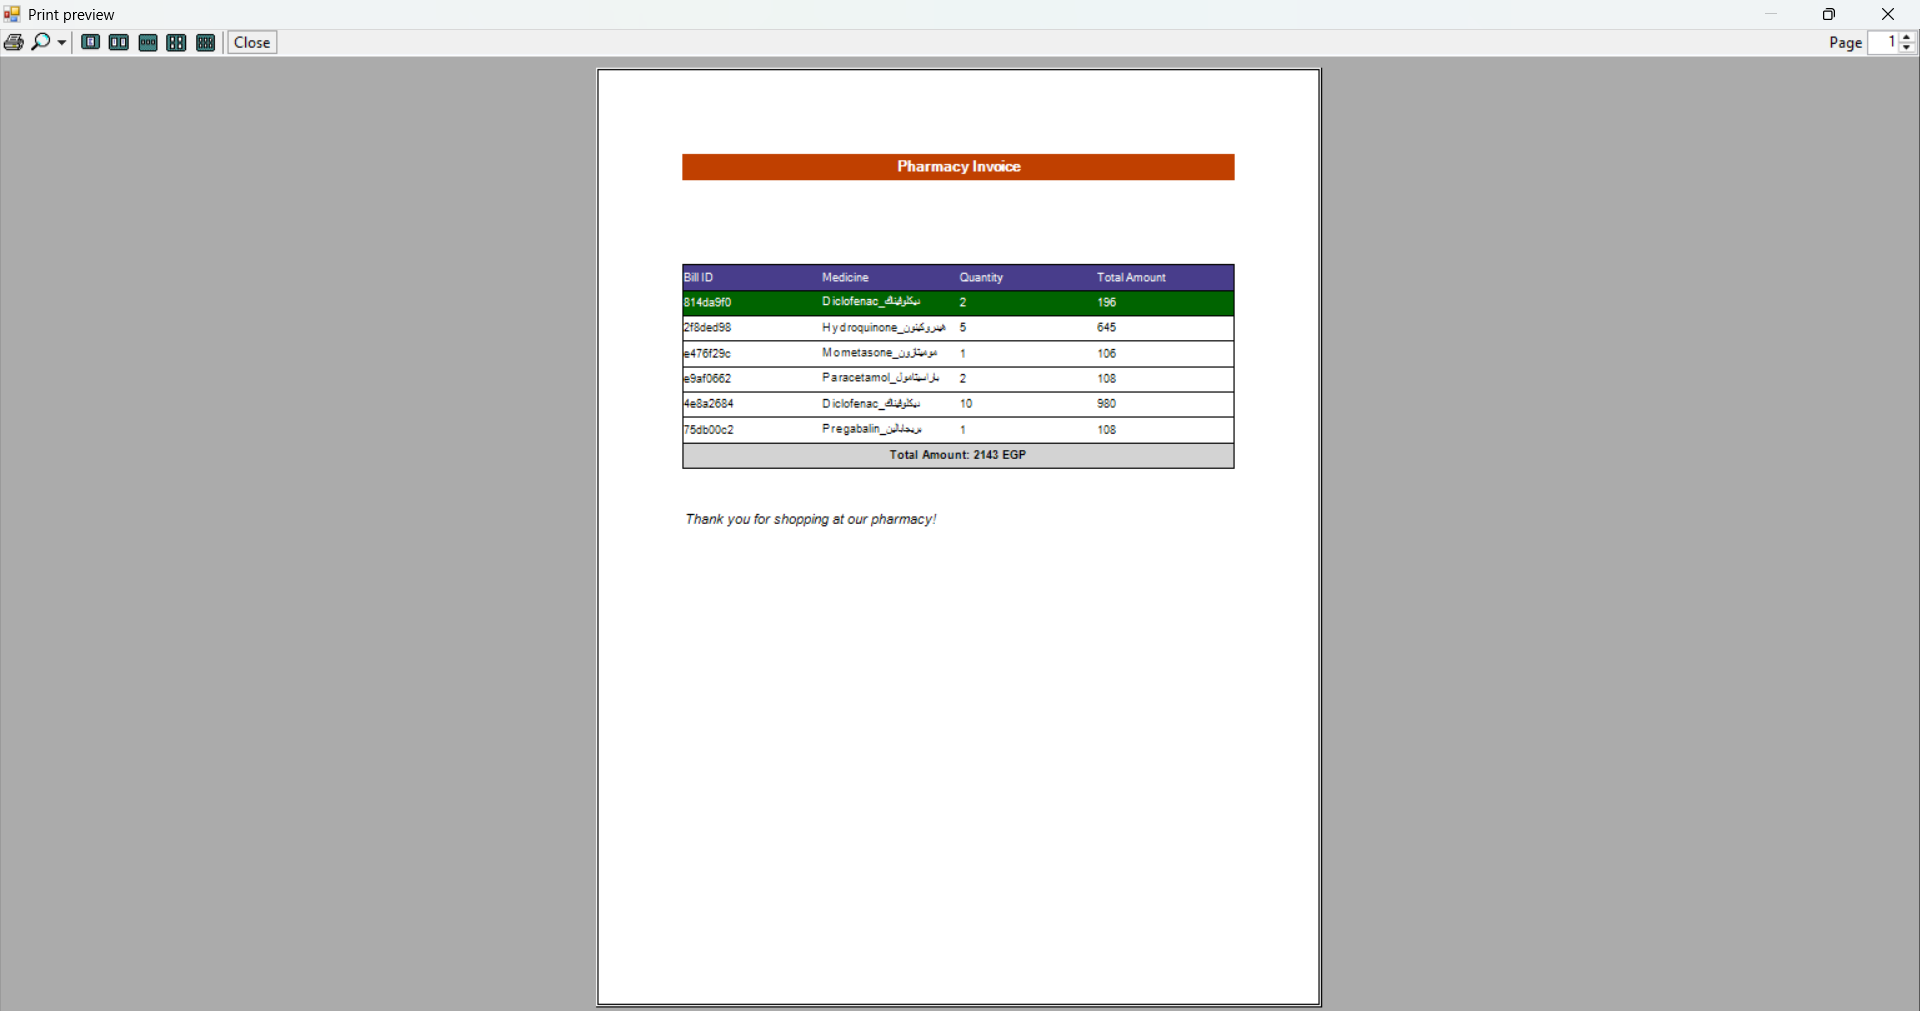 Print preview
Close
Page 1
Pharmacy Invoice
Bill ID Medicine Quantity Total Amount
814da9f0 Diclofenac_ديكلوفيناك 2 196
2f8ded98 Hydroquinone_هيدروكينون 5 645
e476f29c Mometasone_موميتازون 1 106
e9af0662 Paracetamol_باراسيتامول 2 108
4e8a2684 Diclofenac_ديكلوفيناك 10 980
75db00c2 Pregabalin_بريجابالين 1 108
Total Amount: 2143 EGP
Thank you for shopping at our pharmacy!